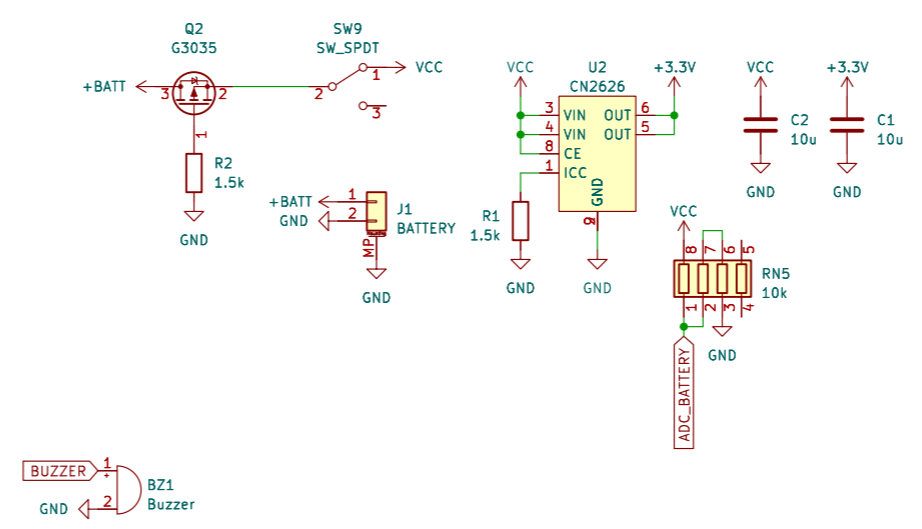 Q2
G3035
+BATT
3
2
1
R2
1.5k
GND
SW9
SW_SPDT
2
1
3
VCC
+BATT
GND
1
2
MP
J1
BATTERY
GND
VCC
U2
CN2626
+3.3V
3
VIN
OUT
6
4
VIN
OUT
5
8
CE
1
ICC
GND
9
R1
1.5k
GND
GND
VCC
C2
10u
GND
+3.3V
C1
10u
GND
VCC
8
7
6
5
RN5
10k
1
2
3
4
GND
ADC_BATTERY
BUZZER
1
+
GND
2
BZ1
Buzzer